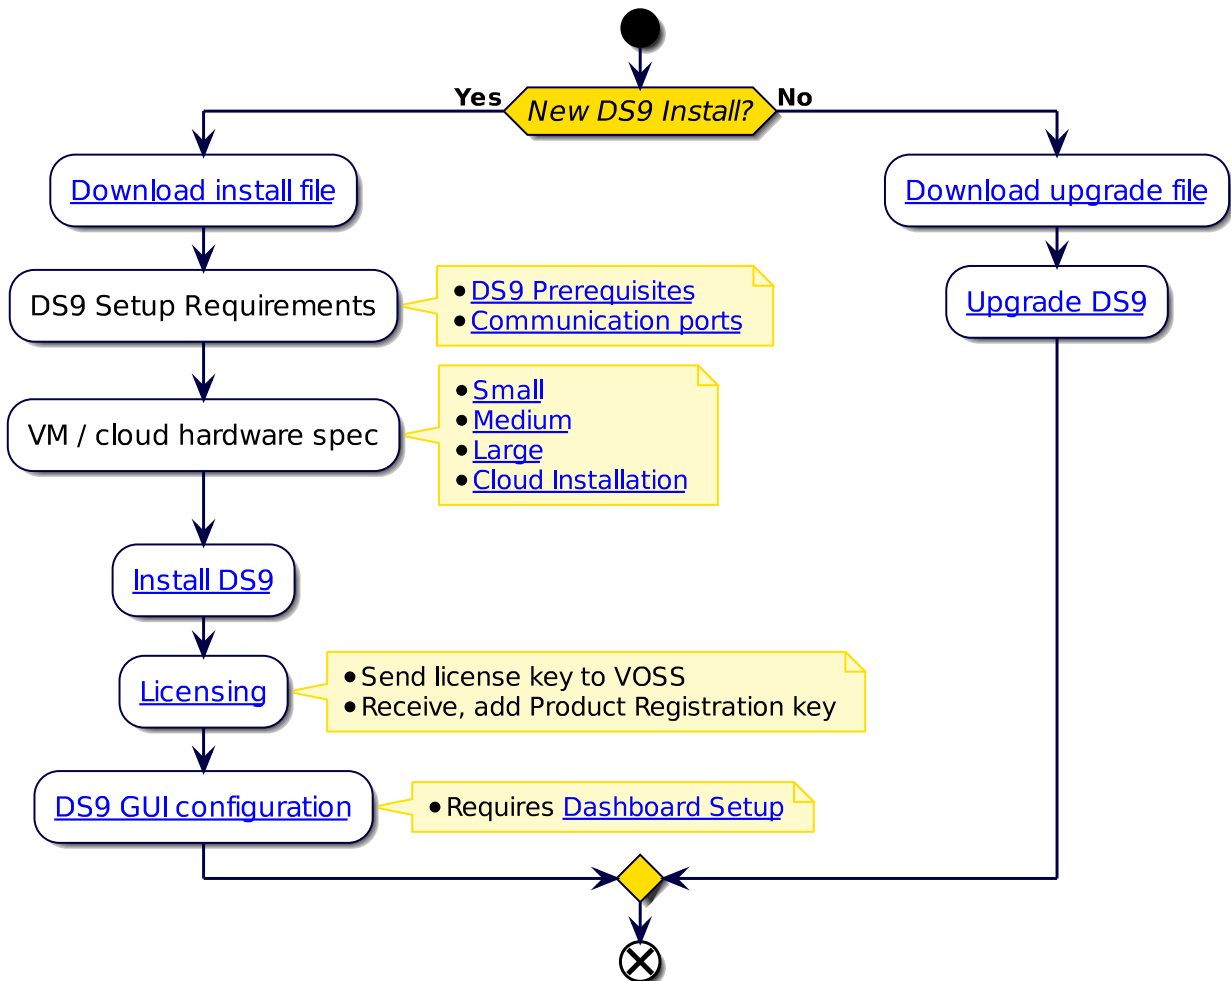 New DS9 Install?
Yes
No
Download install file
Download upgrade file
DS9 Setup Requirements
• DS9 Prerequisites
• Communication ports
Upgrade DS9
VM / cloud hardware spec
• Small
• Medium
• Large
• Cloud Installation
Install DS9
Licensing
• Send license key to VOSS
• Receive, add Product Registration key
DS9 GUI configuration
• Requires Dashboard Setup